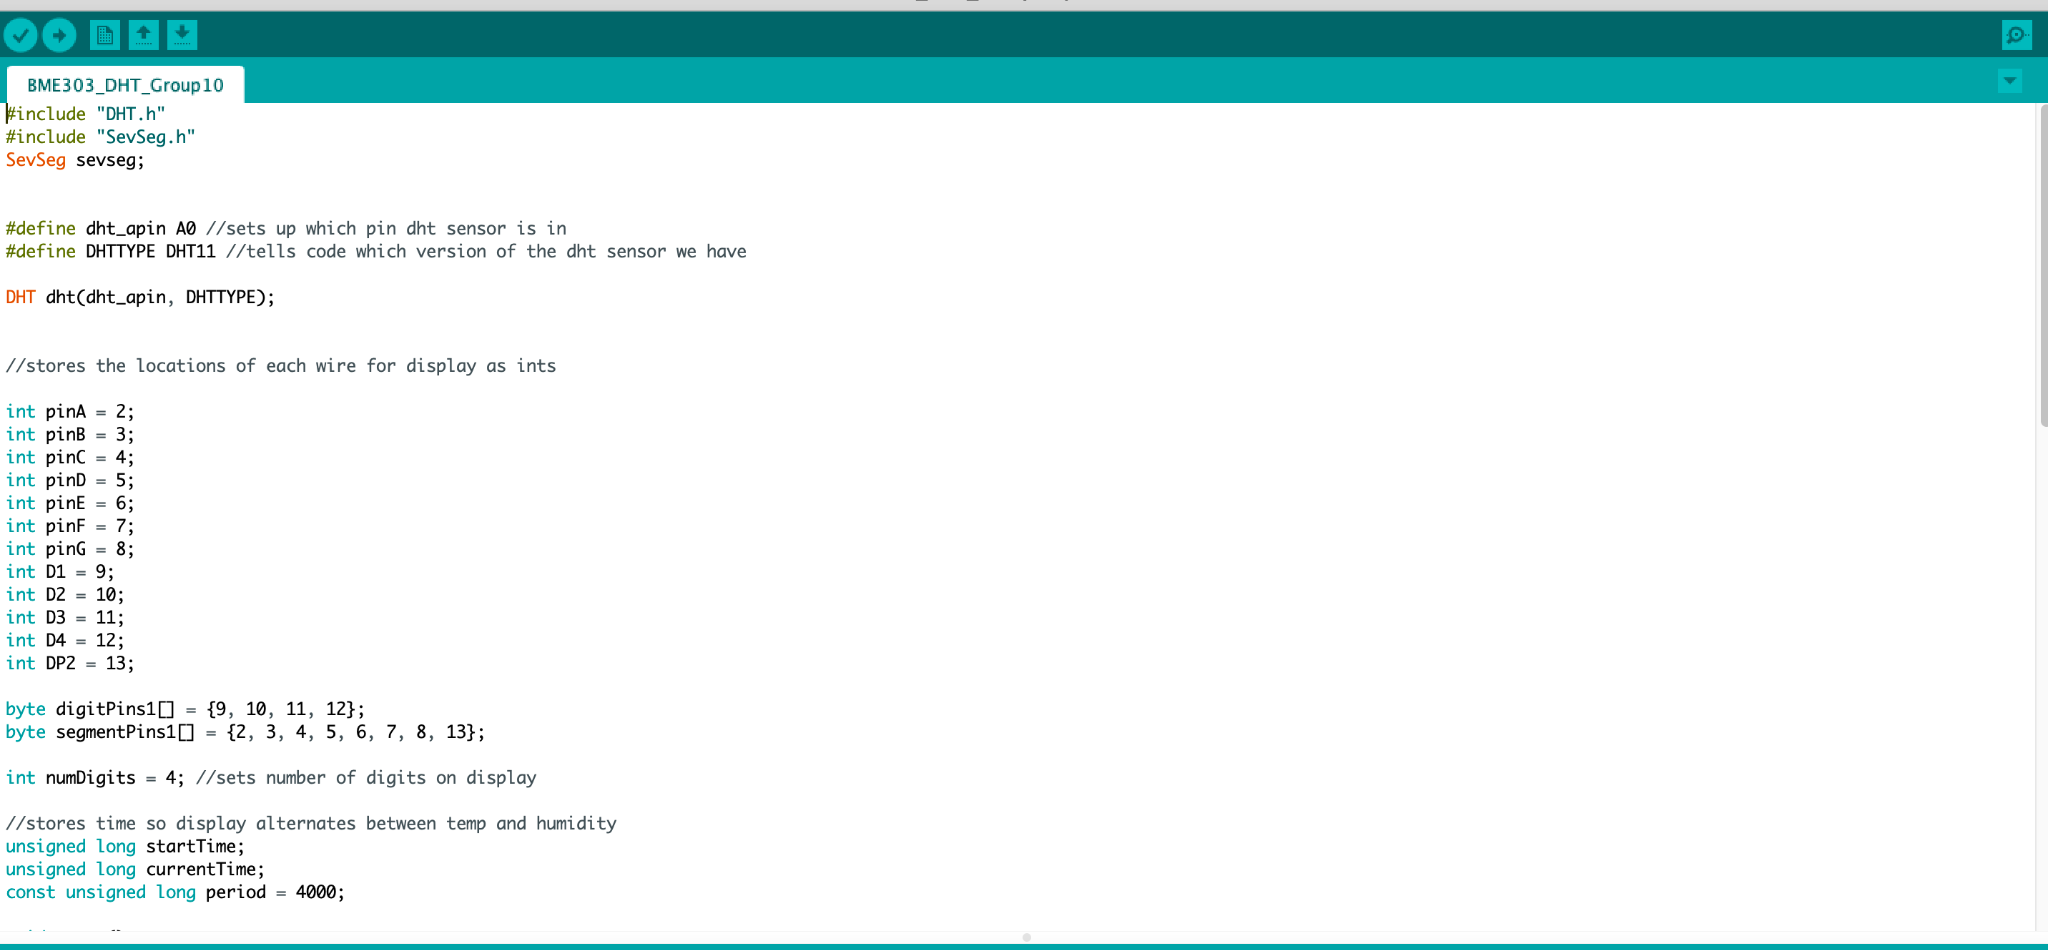 BME303_DHT_Group10
#include "DHT.h"
#include "SevSeg.h"
SevSeg sevseg;
#define dht_apin A0 //sets up which pin dht sensor is in
#define DHTTYPE DHT11 //tells code which version of the dht sensor we have
DHT dht(dht_apin, DHTTYPE);
//stores the locations of each wire for display as ints
int pinA = 2;
int pinB = 3;
int pinC = 4;
int pinD = 5;
int pinE = 6;
int pinF = 7;
int pinG = 8;
int D1 = 9;
int D2 = 10;
int D3 = 11;
int D4 = 12;
int DP2 = 13;
byte digitPins1[] = {9, 10, 11, 12};
byte segmentPins1[] = {2, 3, 4, 5, 6, 7, 8, 13};
int numDigits = 4; //sets number of digits on display
//stores time so display alternates between temp and humidity
unsigned long startTime;
unsigned long currentTime;
const unsigned long period = 4000;